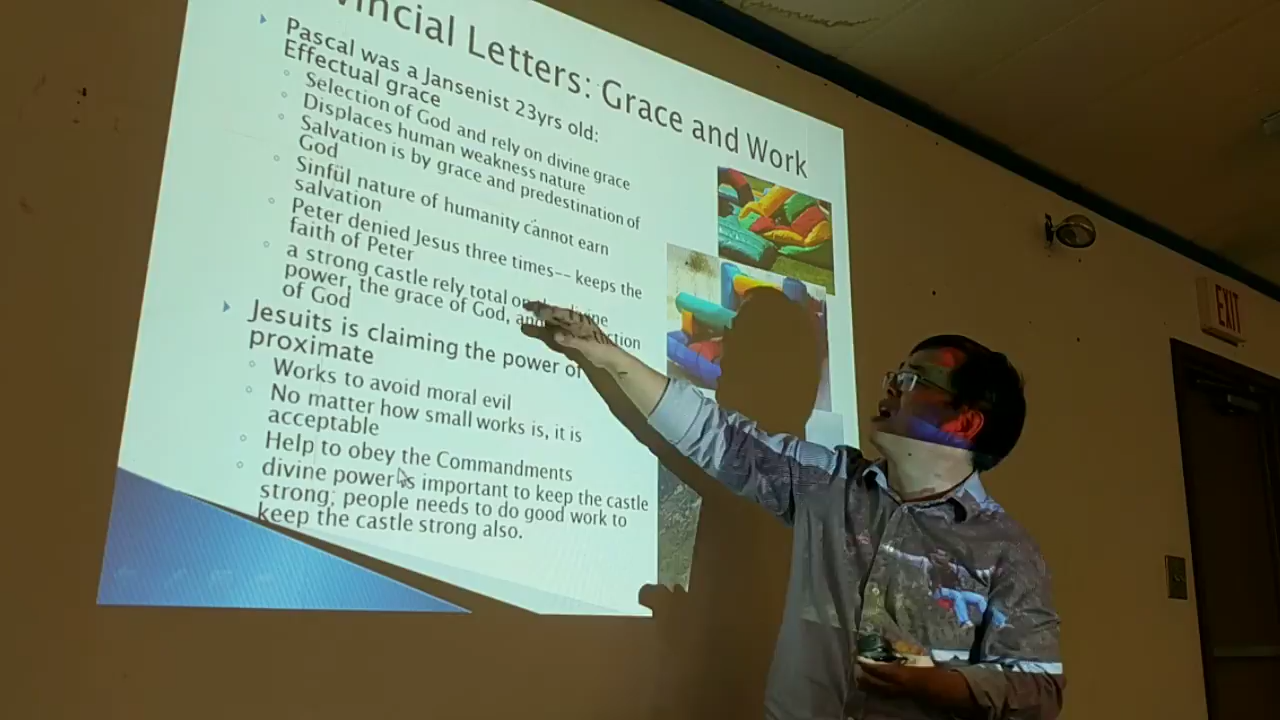 vincial Letters: Grace and Work
Pascal was a Jansenist 23yrs old:
Effectual grace
Selection of God and rely on divine grace
Displaces human weakness nature
Salvation is by grace and predestination of
God
Sinful nature of humanity cannot earn
salvation
Peter denied Jesus three times-- keeps the
faith of Peter
a strong castle rely total
power, the grace of God, and
of God
Jesuits is claiming the power of
proximate
Works to avoid moral evil
No matter how small works is, it is
acceptable
Help to obey the Commandments
divine power is important to keep the castle
strong; people needs to do good work to
keep the castle strong also.
EXIT